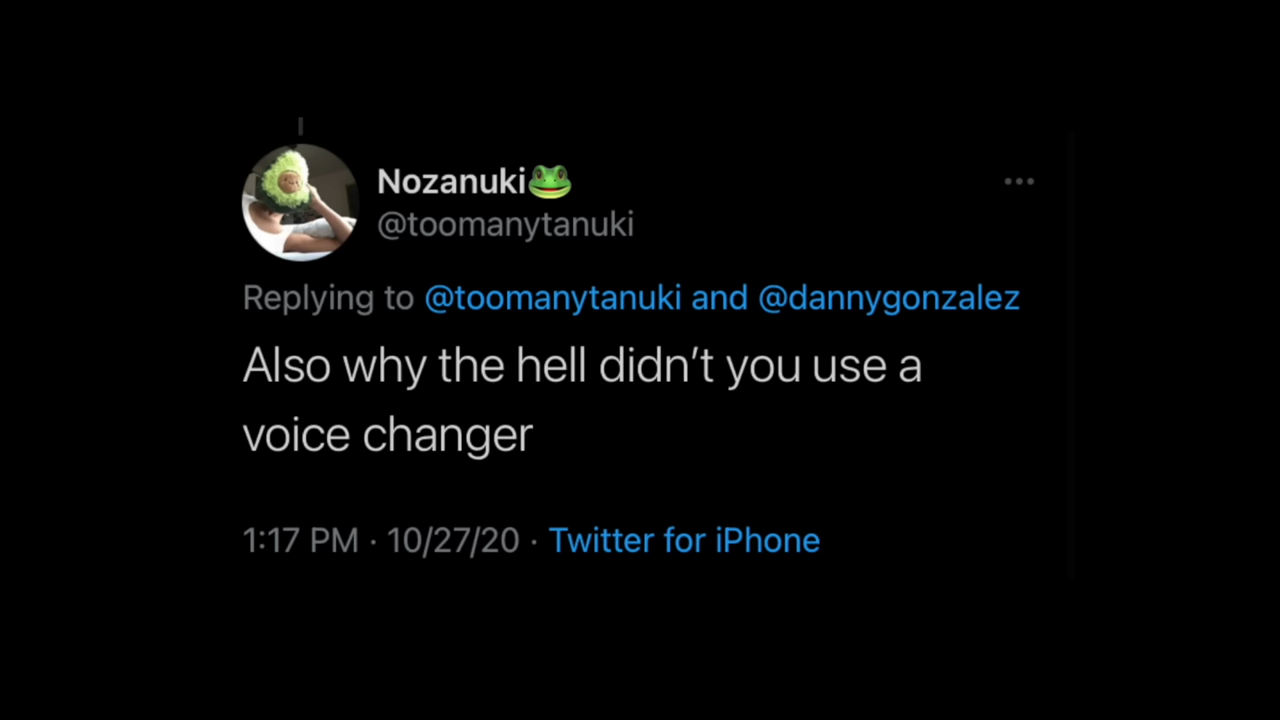 Nozanuki🐸
@toomanytanuki
Replying to @toomanytanuki and @dannygonzalez
Also why the hell didn’t you use a
voice changer
1:17 PM · 10/27/20 · Twitter for iPhone